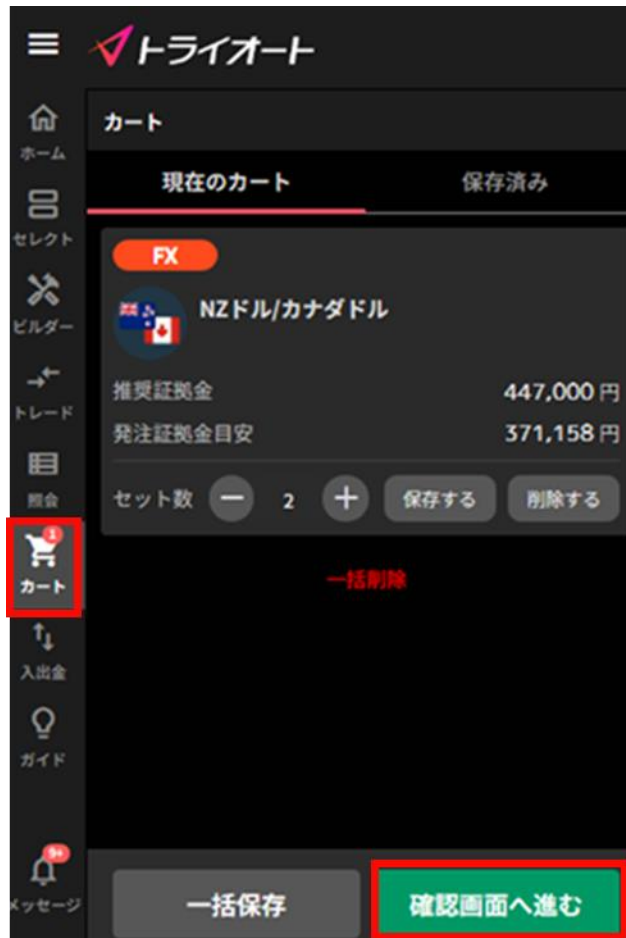 トライオート
ホーム
セレクト
ビルダー
トレード
照会
1
カート
入出金
ガイド
9+
メッセージ
カート
現在のカート 保存済み
FX
NZドル/カナダドル
推奨証拠金 447,000 円
発注証拠金目安 371,158 円
セット数 − 2 + 保存する 削除する
一括削除
一括保存 確認画面へ進む